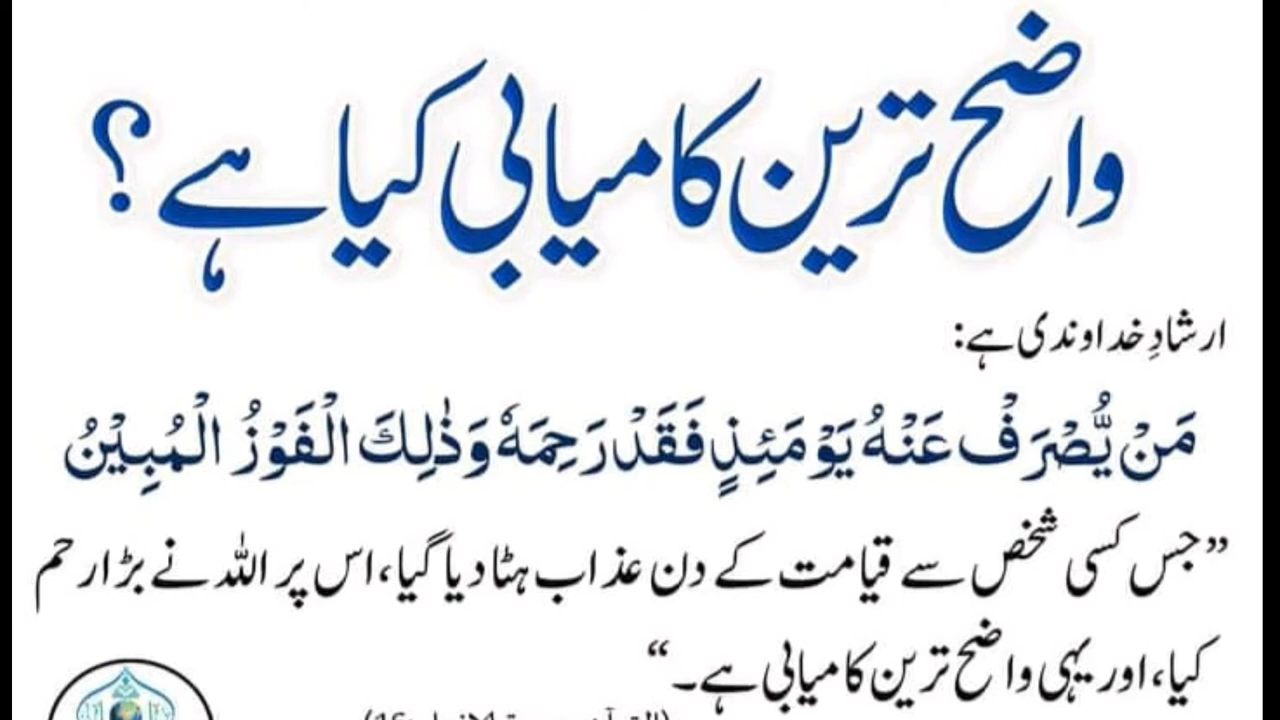 واضح ترین کامیابی کیا ہے؟
ارشادِ خداوندی ہے:
مَنْ يُّصْرَفْ عَنْهُ يَوْمَئِذٍ فَقَدْ رَحِمَهٗ وَذٰلِكَ الْفَوْزُ الْمُبِيْنُ
”جس کسی شخص سے قیامت کے دن عذاب ہٹا دیا گیا، اس پر اللہ نے بڑا رحم
کیا، اور یہی واضح ترین کامیابی ہے۔“